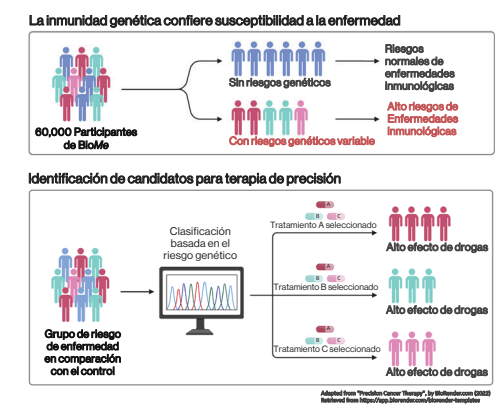 La inmunidad genética confiere susceptibilidad a la enfermedad
60,000 Participantes
de BioMe
Sin riesgos genéticos
Con riesgos genéticos variable
Riesgos
normales de
enfermedades
Inmunológicas
Alto riesgos de
Enfermedades
inmunológicas
Identificación de candidatos para terapia de precisión
Grupo de riesgo
de enfermedad
en comparación
con el control
Clasificación
basada en el
riesgo genético
A
B C
Tratamiento A seleccionado
Alto efecto de drogas
A
B C
Tratamiento B seleccionado
Alto efecto de drogas
A
B C
Tratamiento C seleccionado
Alto efecto de drogas
Adapted from "Precision Cancer Therapy", by BioRender.com (2022)
Retrieved from https://app.biorender.com/biorender-templates